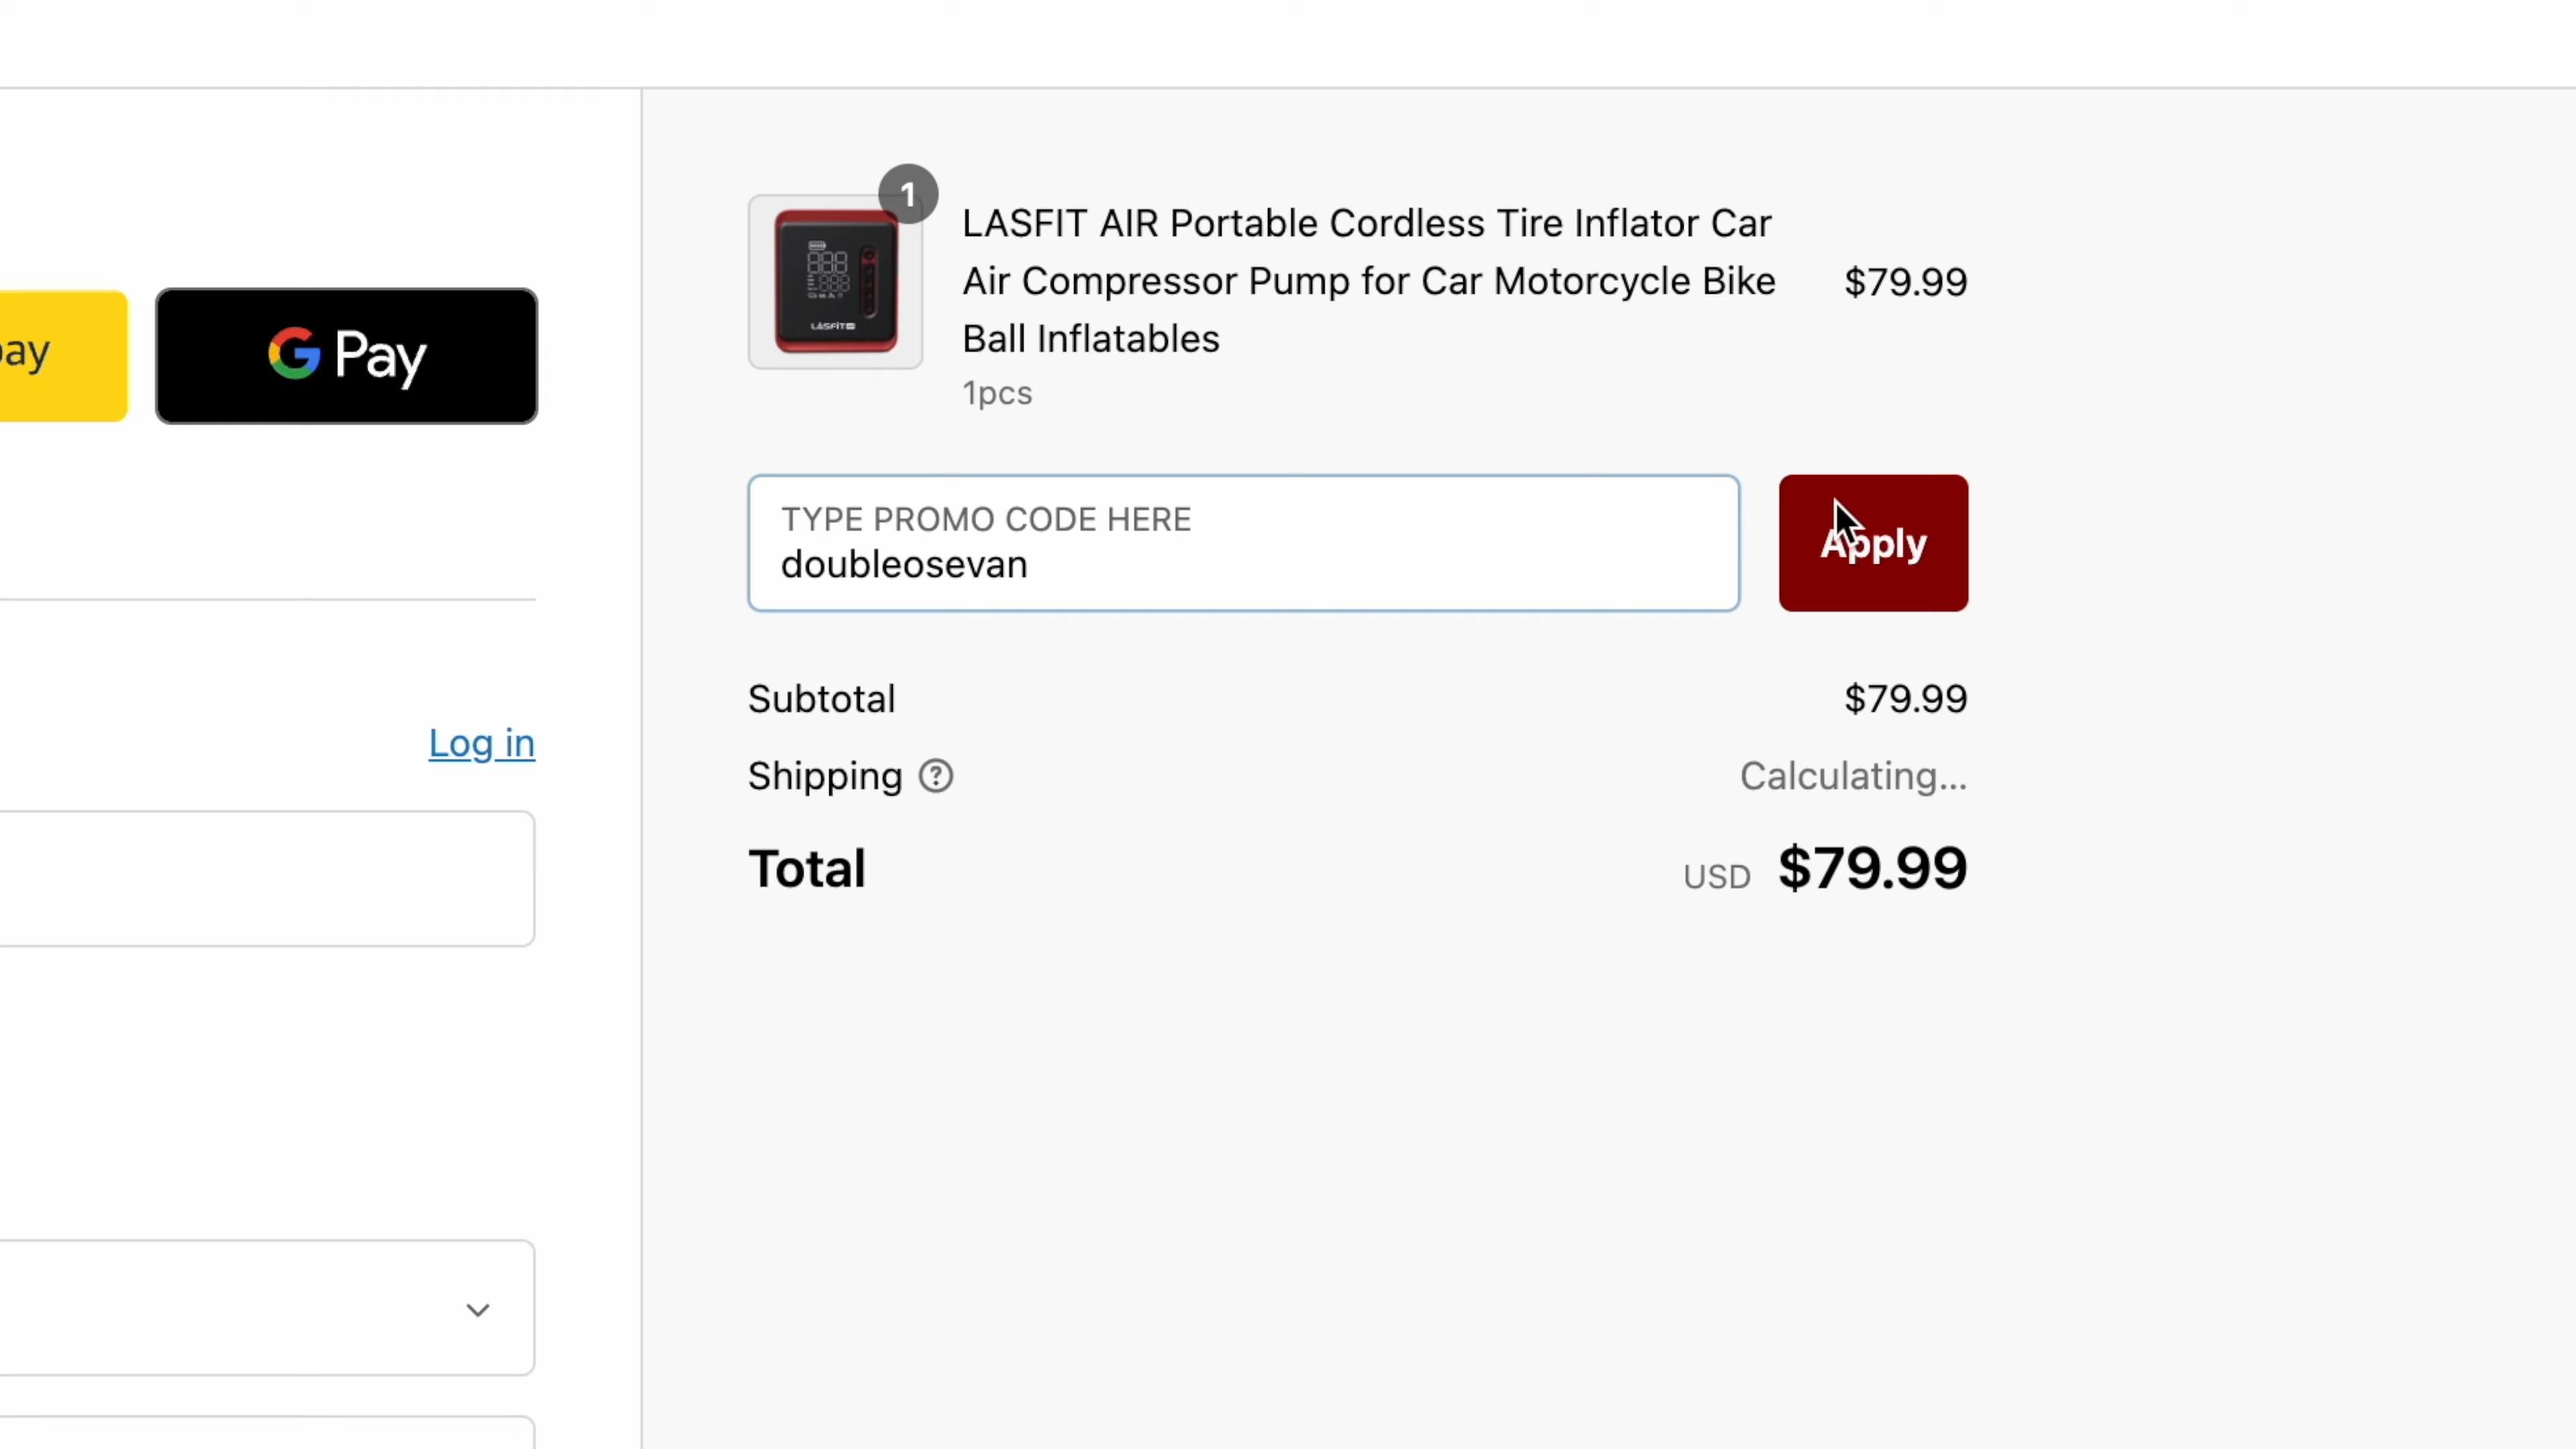 pay
G Pay
Log in
1
LASFIT AIR Portable Cordless Tire Inflator Car
Air Compressor Pump for Car Motorcycle Bike
Ball Inflatables
1pcs
$79.99
LASFIT
TYPE PROMO CODE HERE
doubleosevan
Apply
Subtotal $79.99
Shipping ? Calculating...
Total USD $79.99